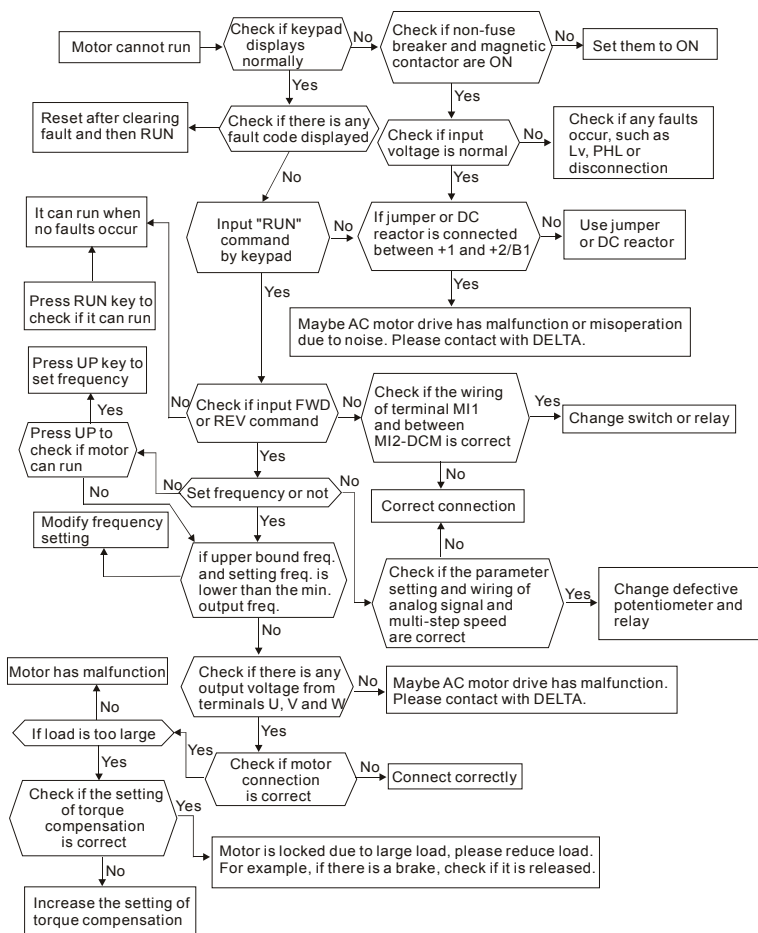 Motor cannot run
Check if keypad
displays
normally
No
Check if non-fuse
breaker and magnetic
contactor are ON
No
Set them to ON
Yes
Yes
Reset after clearing
fault and then RUN
Check if there is any
fault code displayed
Check if input
voltage is normal
No
Check if any faults
occur, such as
Lv, PHL or
disconnection
No
Yes
It can run when
no faults occur
Input "RUN"
command
by keypad
No
If jumper or DC
reactor is connected
between +1 and +2/B1
No
Use jumper
or DC reactor
Press RUN key to
check if it can run
Yes
Yes
Maybe AC motor drive has malfunction or misoperation
due to noise. Please contact with DELTA.
Press UP key to
set frequency
No
Check if input FWD
or REV command
No
Check if the wiring
of terminal MI1
and between
MI2-DCM is correct
Yes
Change switch or relay
Yes
Press UP to
check if motor
can run
Yes
No
No
No
Set frequency or not
No
Correct connection
Modify frequency
setting
Yes
No
if upper bound freq.
and setting freq. is
lower than the min.
output freq.
Check if the parameter
setting and wiring of
analog signal and
multi-step speed
are correct
Yes
Change defective
potentiometer and
relay
No
Motor has malfunction
Check if there is any
output voltage from
terminals U, V and W
No
Maybe AC motor drive has malfunction.
Please contact with DELTA.
No
If load is too large
Yes
Yes
Yes
Check if motor
connection
is correct
No
Connect correctly
Check if the setting
of torque
compensation
is correct
Yes
Motor is locked due to large load, please reduce load.
For example, if there is a brake, check if it is released.
No
Increase the setting of
torque compensation